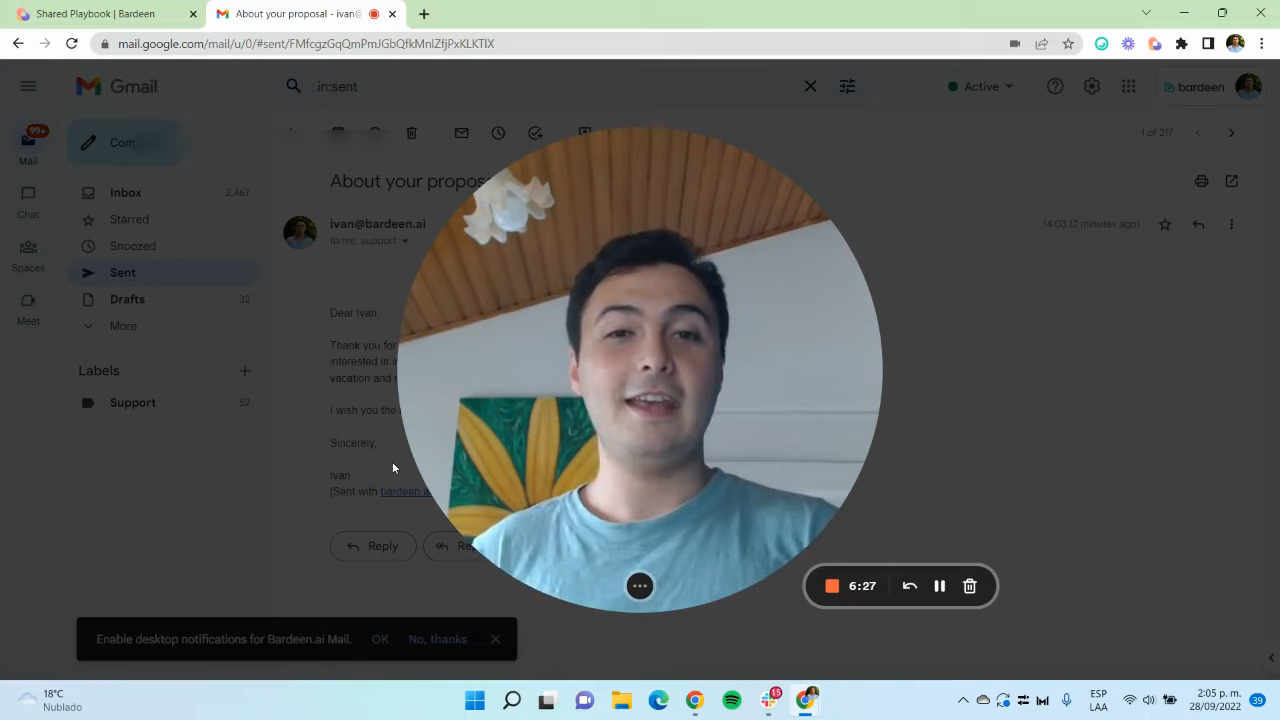 Shared Playbook | Bardeen
About your proposal - ivan@
mail.google.com/mail/u/0/#sent/FMfcgzGqQmPmJGbQfkMnlZfjPxKLKTlX
Gmail
in:sent
Active
bardeen
99+
Mail
Chat
Spaces
Meet
Com
Inbox 2,467
Starred
Snoozed
Sent
Drafts 32
More
Labels
Support 52
1 of 217
About your propos
ivan@bardeen.ai
14:03 (2 minutes ago)
to me, support
Dear Ivan,
Thank you for
interested in i
vacation and
I wish you the
Sincerely,
Ivan
[Sent with bardeen.a
Reply
Re
6:27
Enable desktop notifications for Bardeen.ai Mail. OK No, thanks
18°C
Nublado
15
ESP
LAA
2:05 p. m.
28/09/2022
39